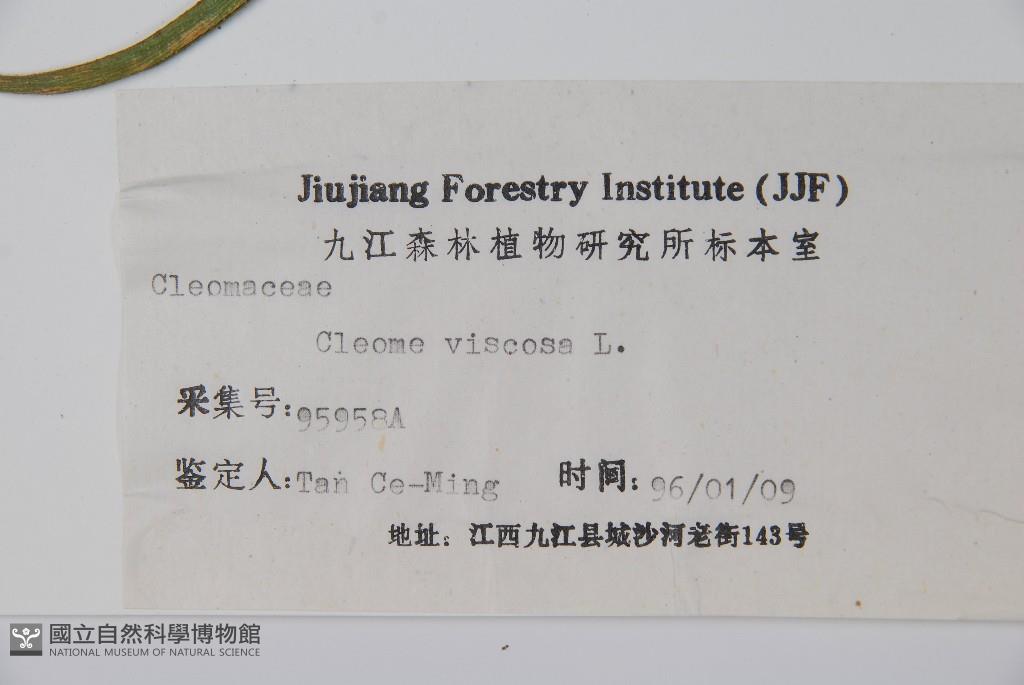 Jiujiang Forestry Institute (JJF)
九江森林植物研究所标本室
Cleomaceae
Cleome viscosa L.
采集号:95958A
鉴定人:Tan Ce-Ming 时间:96/01/09
地址:江西九江县城沙河老街143号
國立自然科學博物館
NATIONAL MUSEUM OF NATURAL SCIENCE